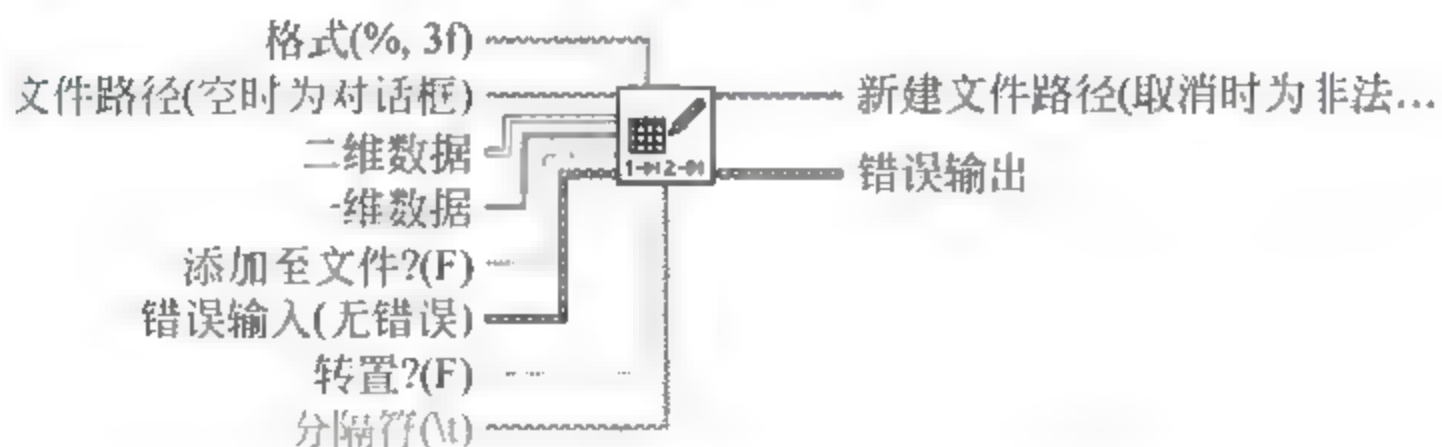 格式(%, 3f)
文件路径(空时为对话框)
二维数据
一维数据
添加至文件?(F)
错误输入(无错误)
转置?(F)
分隔符(\t)
新建文件路径(取消时为非法...
错误输出